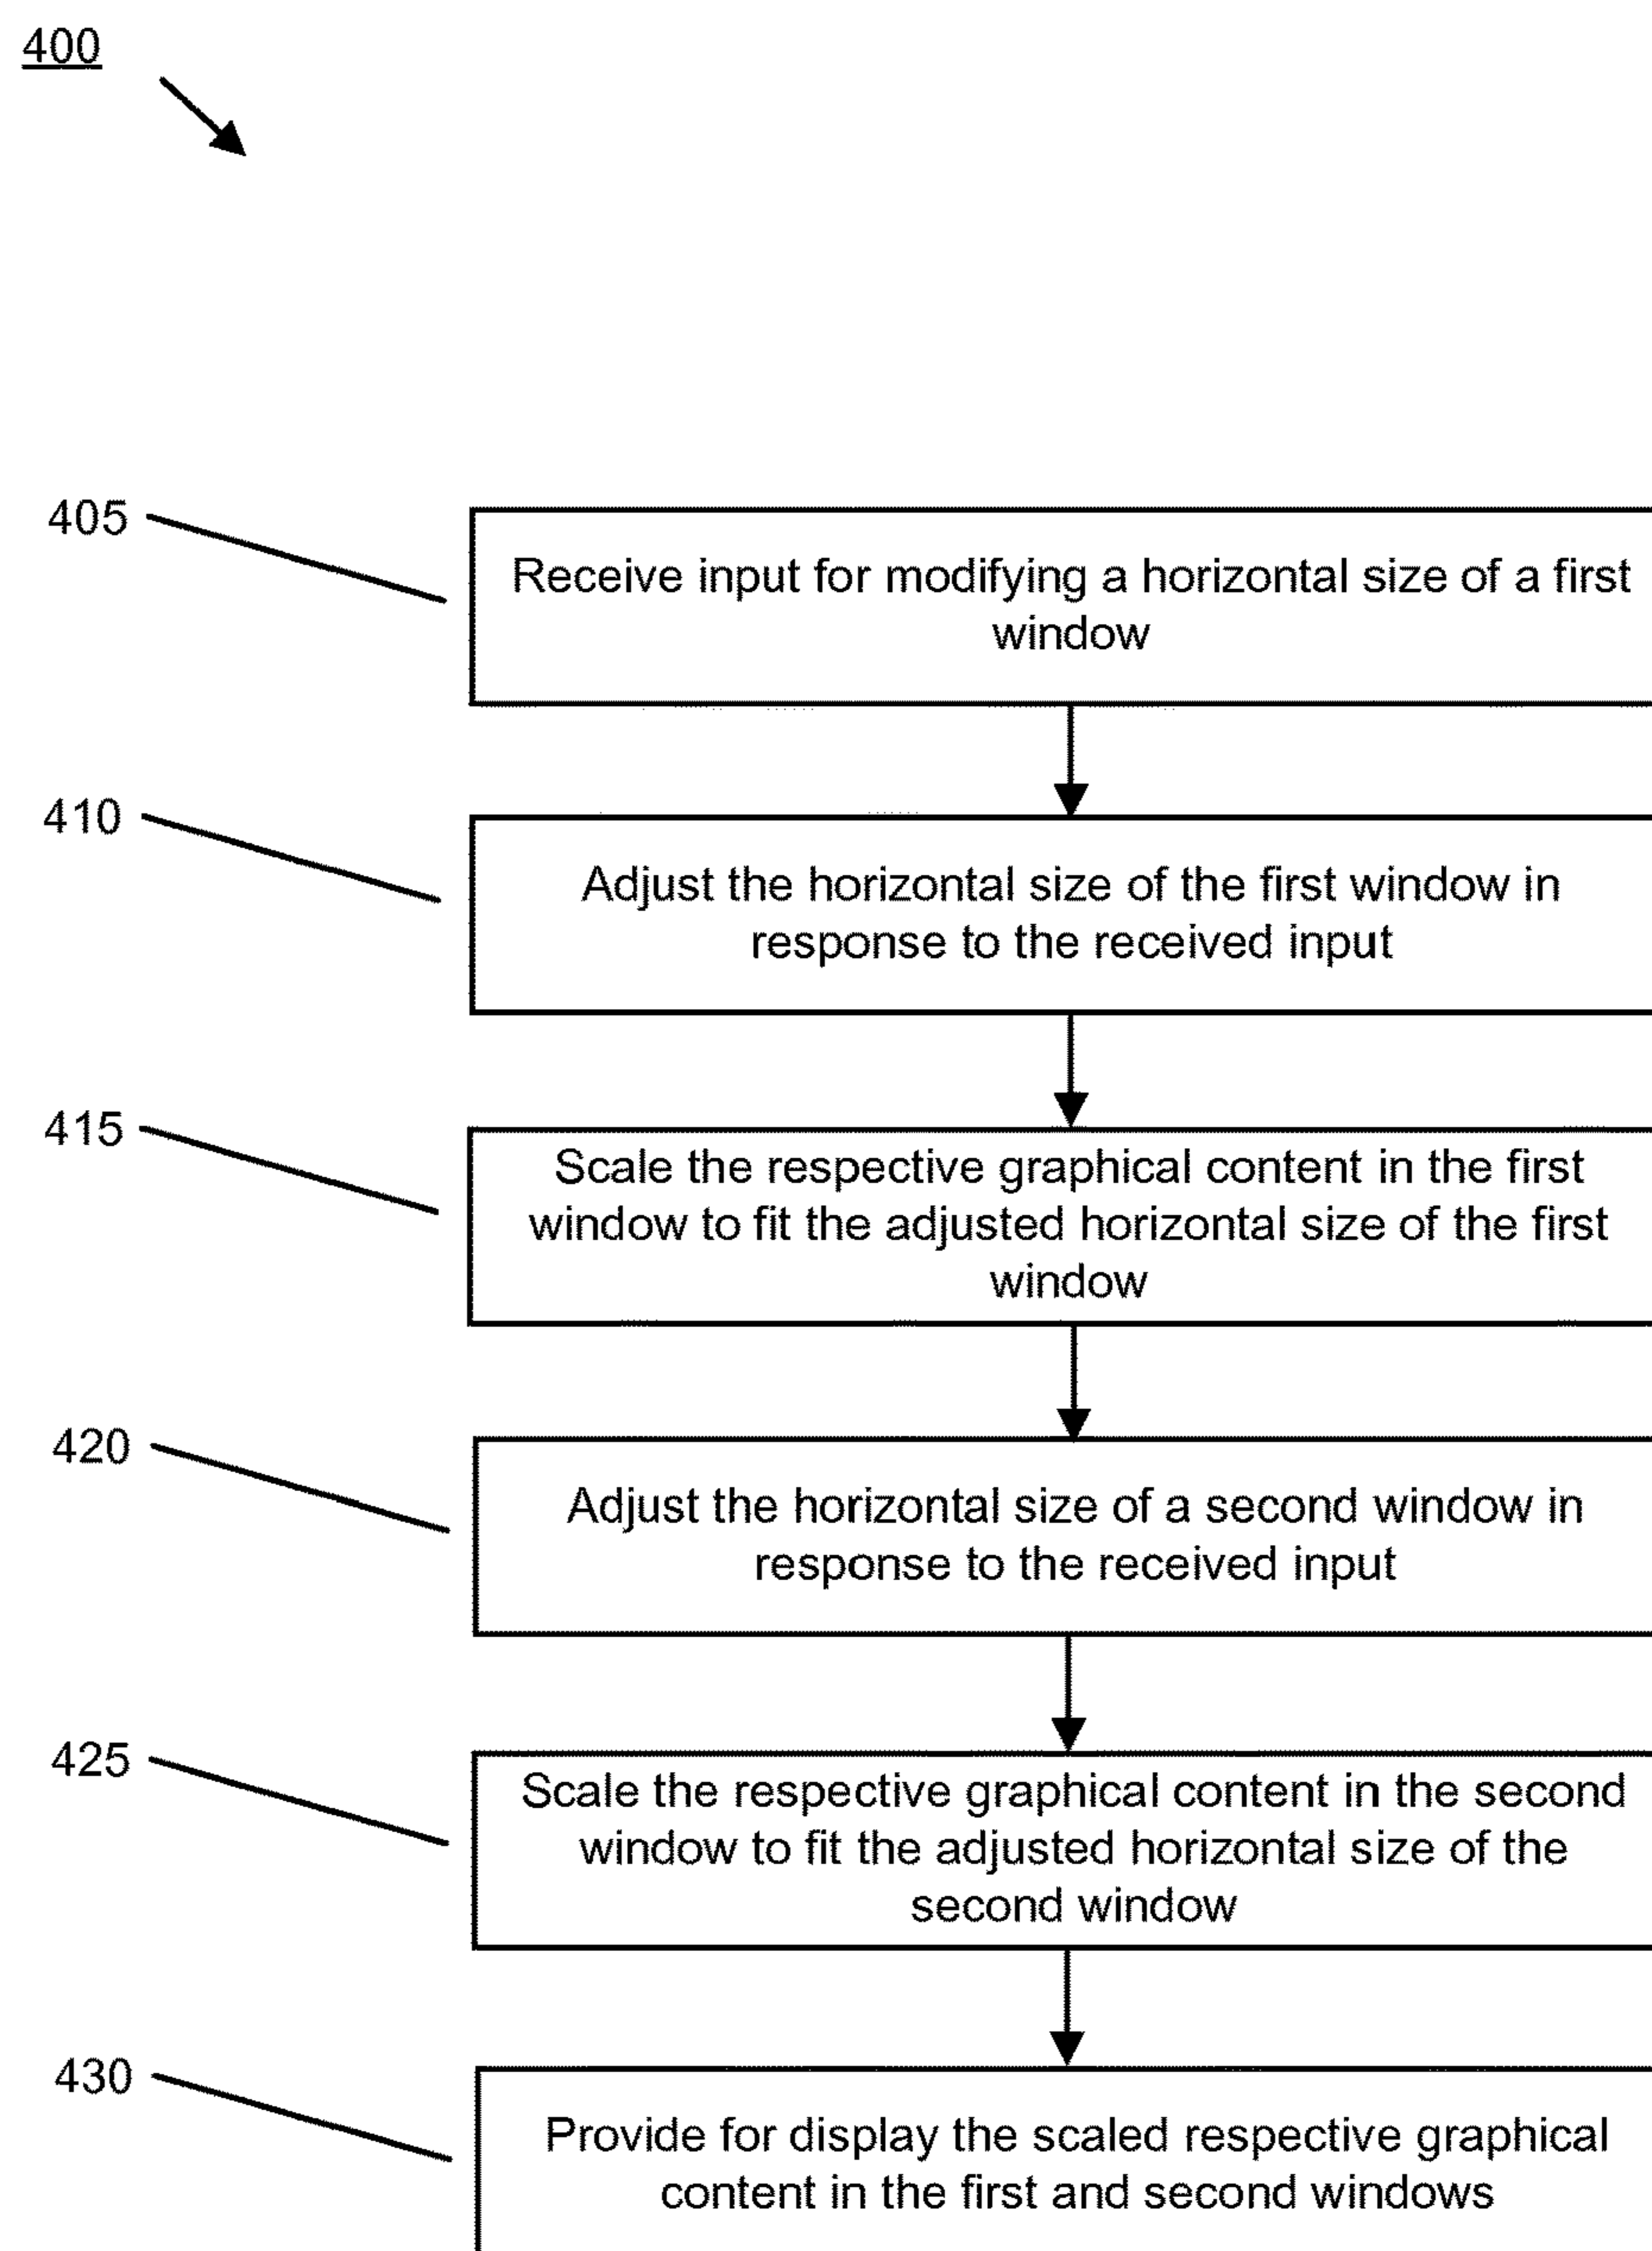 400
405
Receive input for modifying a horizontal size of a first
window
410
Adjust the horizontal size of the first window in
response to the received input
415
Scale the respective graphical content in the first
window to fit the adjusted horizontal size of the first
window
420
Adjust the horizontal size of a second window in
response to the received input
425
Scale the respective graphical content in the second
window to fit the adjusted horizontal size of the
second window
430
Provide for display the scaled respective graphical
content in the first and second windows